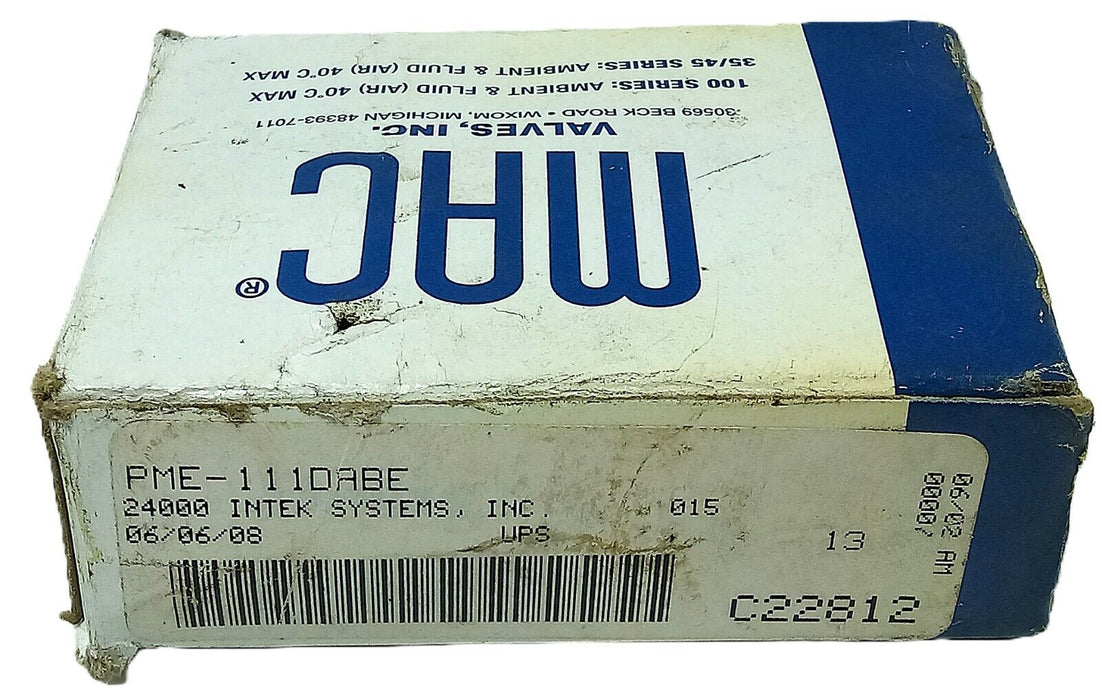 MAC®
VALVES, INC.
30569 BECK ROAD • WIXOM, MICHIGAN 48393-7011
100 SERIES: AMBIENT & FLUID (AIR) 40°C MAX
35/45 SERIES: AMBIENT & FLUID (AIR) 40°C MAX
PME-111DABE
24000 INTEK SYSTEMS, INC. 015
06/06/08 UPS 13
C22812
06/02 AM
0000/